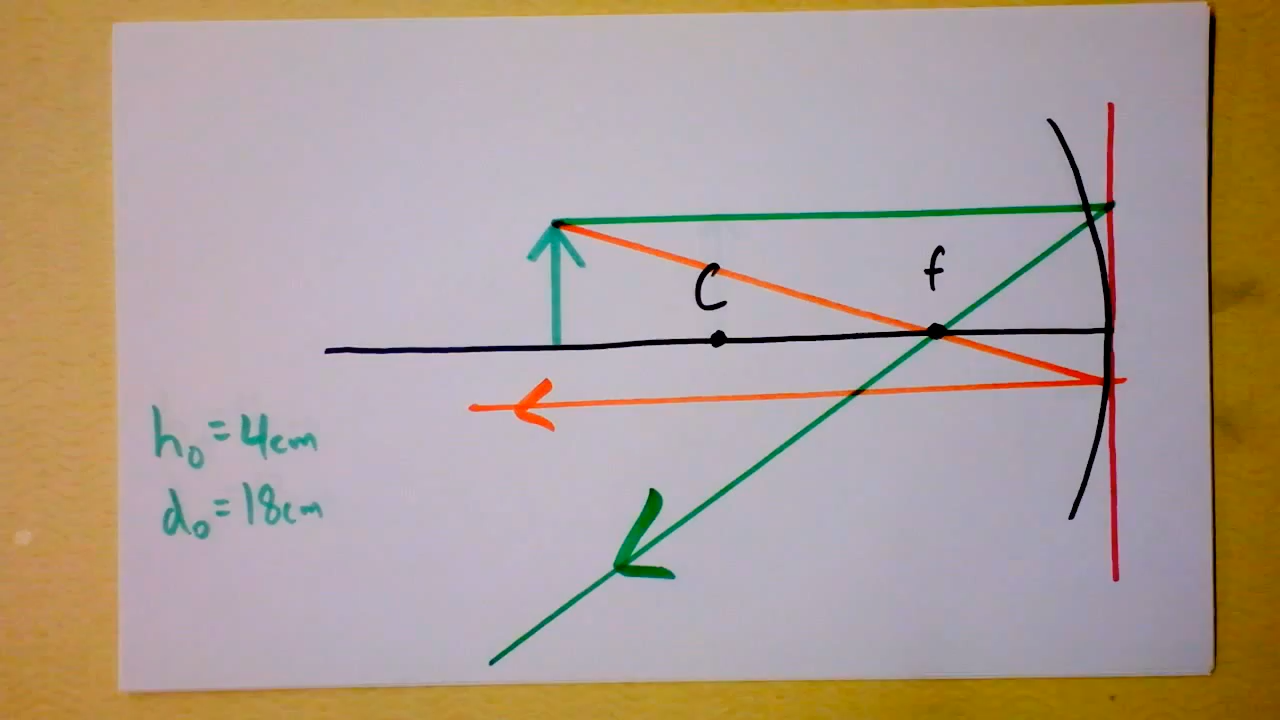 f
C
h₀ = 4cm
d₀ = 18cm